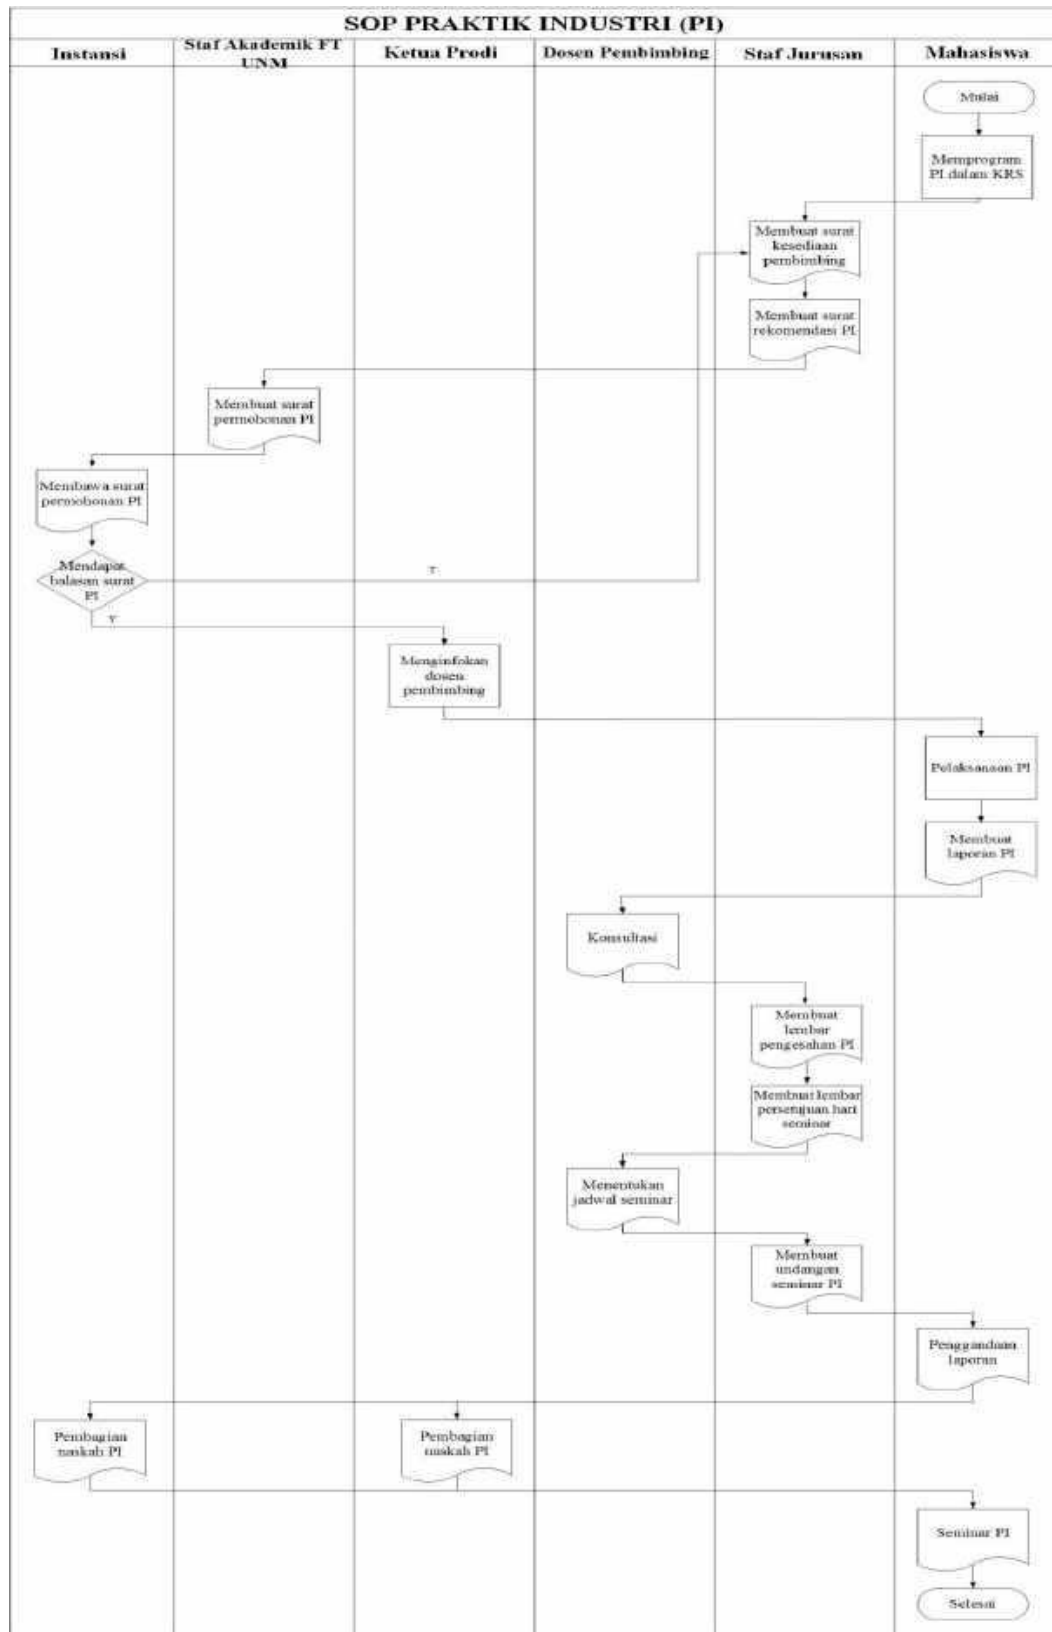 SOP PRAKTIK INDUSTRI (PI)
Instansi
Staf Akademik FT
UNM
Ketua Prodi
Dosen Pembimbing
Staf Jurusan
Mahasiswa
Mulai
Memprogram
PI dalam KRS
Membuat surat
kesediaan
pembimbing
Membuat surat
rekomendasi PI
Membuat surat
permohonan PI
Membawa surat
permohonan PI
Mendapat
balasan surat
PI
T
Y
Menginfokan
dosen
pembimbing
Pelaksanaan PI
Membuat
laporan PI
Konsultasi
Membuat
lembar
pengesahan PI
Membuat lembar
persetujuan hari
seminar
Menentukan
jadwal seminar
Membuat
undangan
seminar PI
Penggandaan
laporan
Pembagian
naskah PI
Pembagian
naskah PI
Seminar PI
Selesai